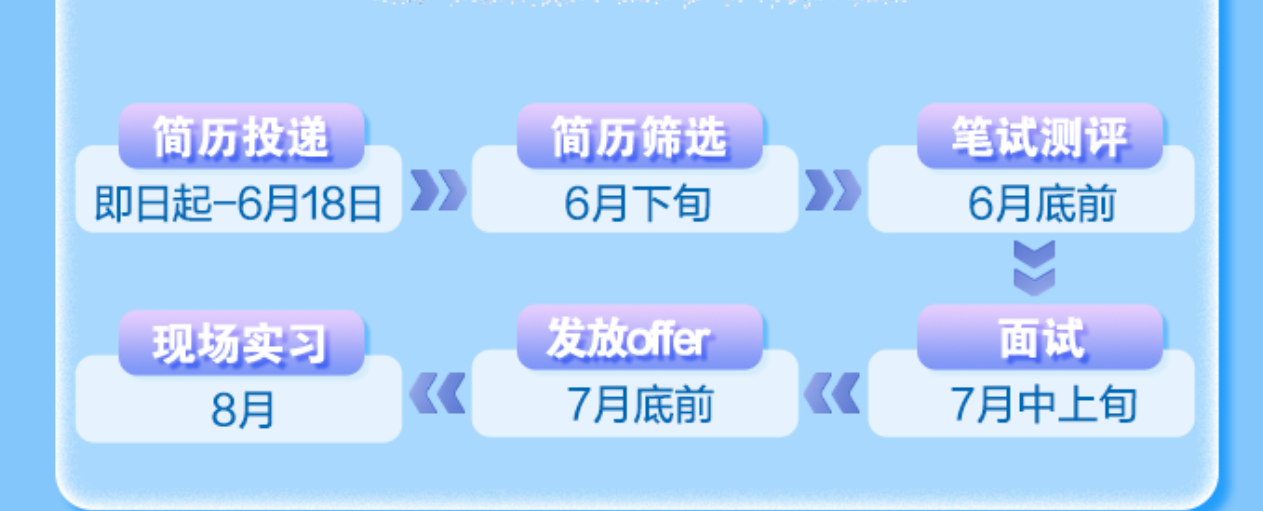 简历投递
即日起-6月18日
简历筛选
6月下旬
笔试测评
6月底前
面试
7月中上旬
发放offer
7月底前
现场实习
8月